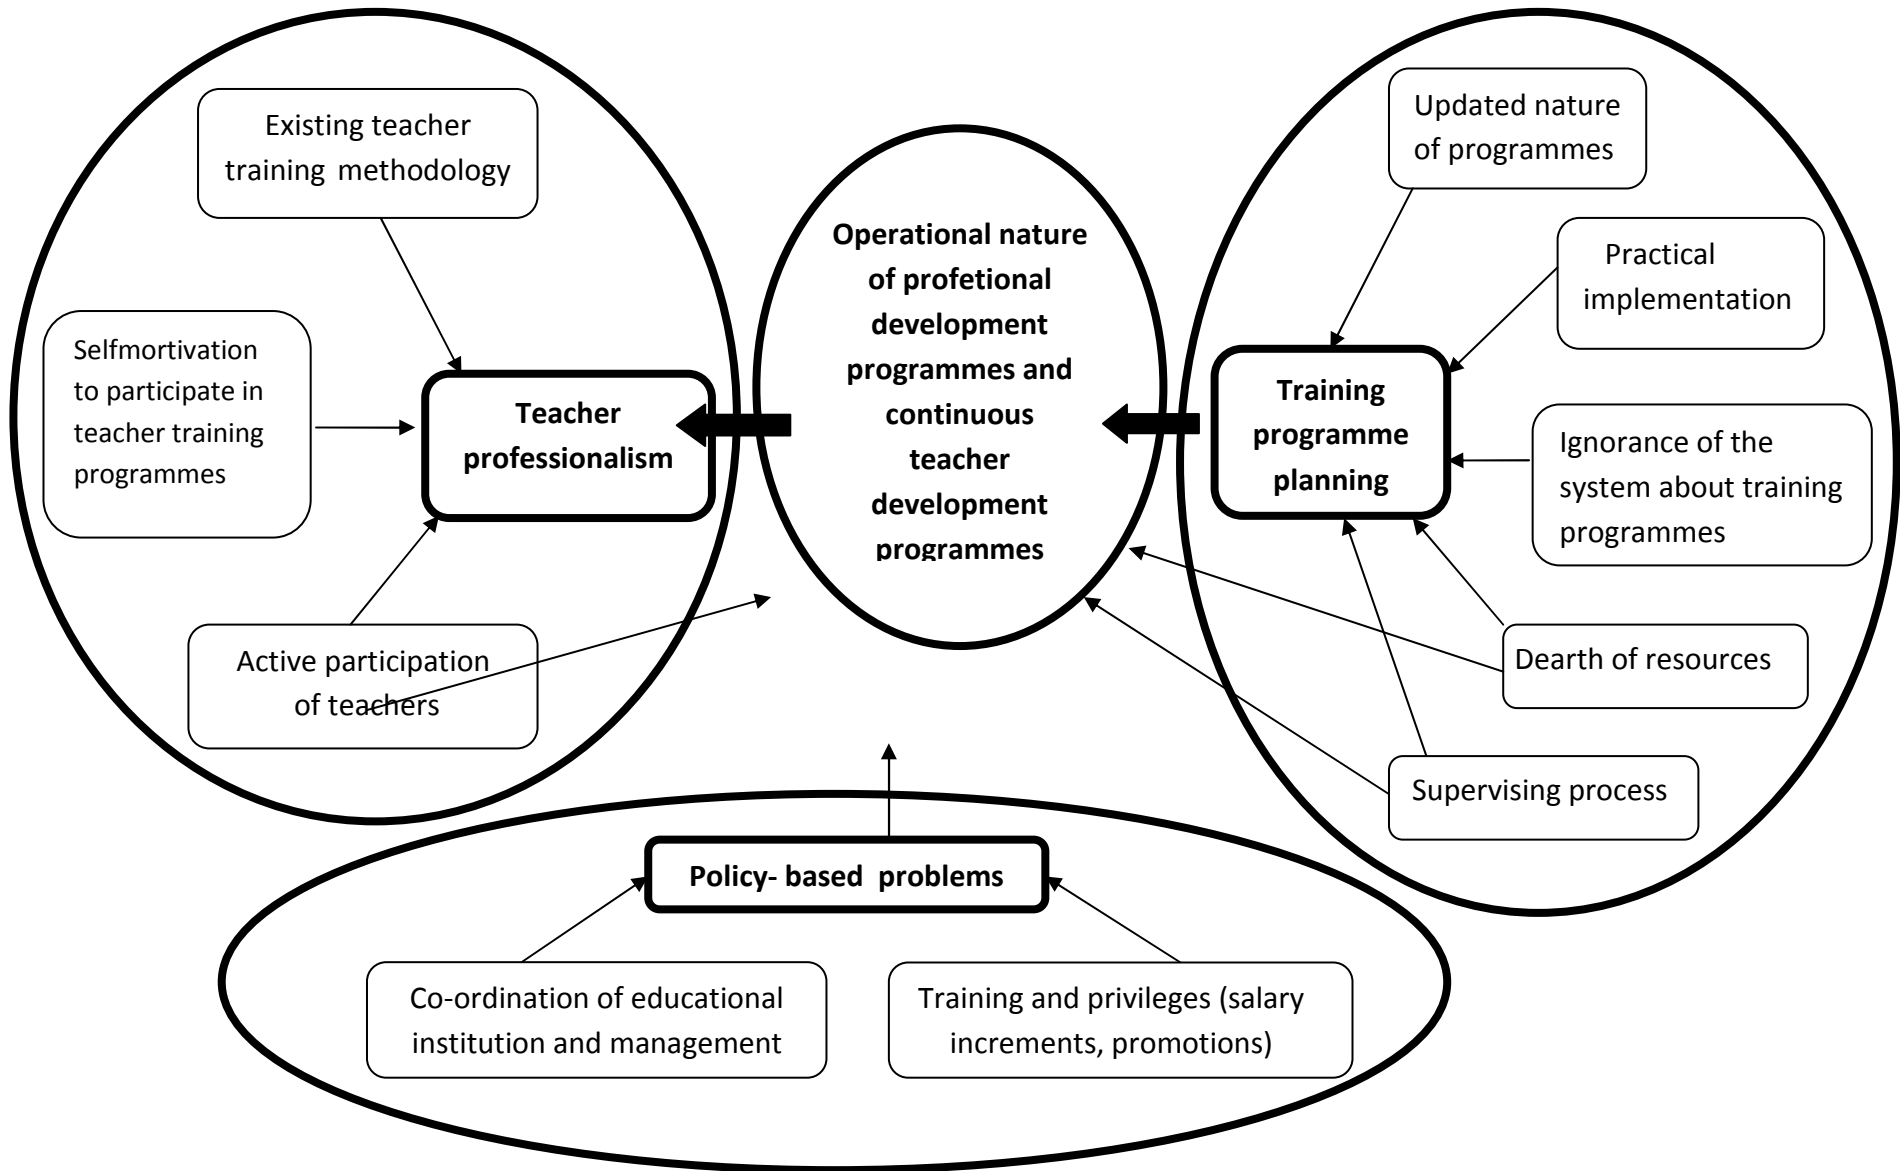 Existing teacher
training methodology
Selfmortivation
to participate in
teacher training
programmes
Teacher
professionalism
Active participation
of teachers
Operational nature
of profetional
development
programmes and
continuous
teacher
development
programmes
Updated nature
of programmes
Practical
implementation
Training
programme
planning
Ignorance of the
system about training
programmes
Dearth of resources
Supervising process
Policy- based problems
Co-ordination of educational
institution and management
Training and privileges (salary
increments, promotions)